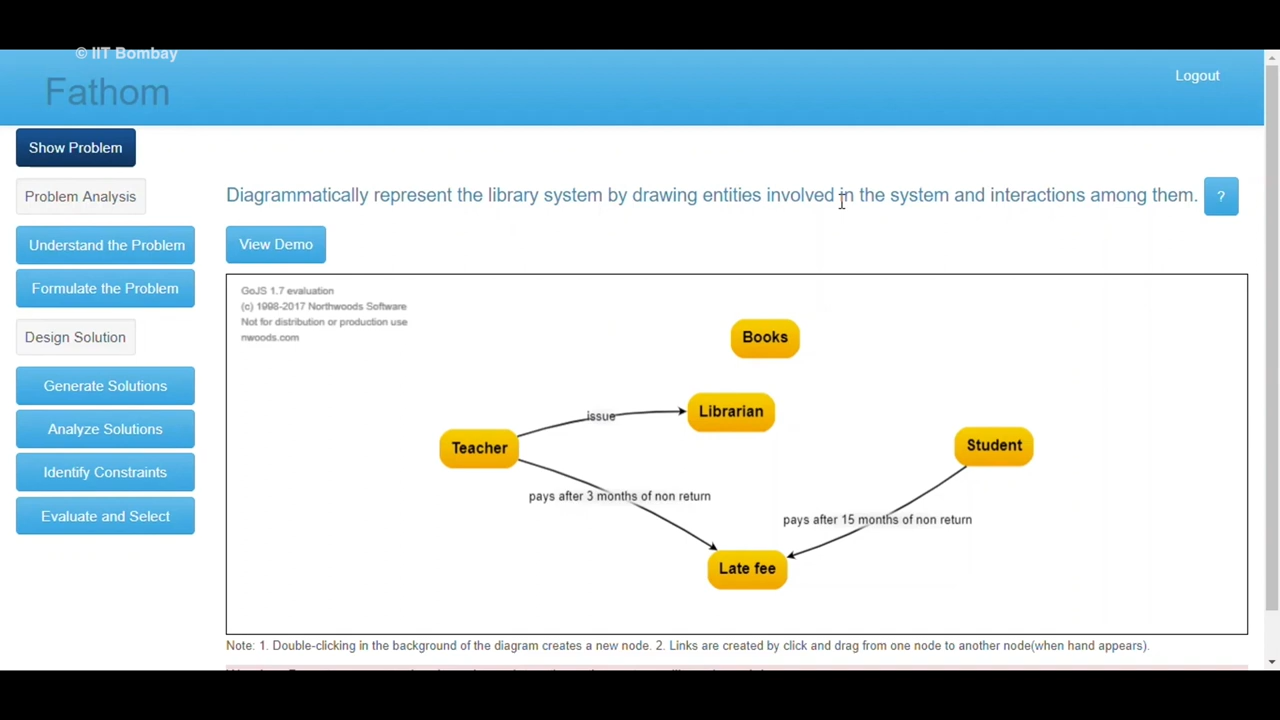 © IIT Bombay
Fathom
Logout
Show Problem
Problem Analysis
Understand the Problem
Formulate the Problem
Design Solution
Generate Solutions
Analyze Solutions
Identify Constraints
Evaluate and Select
Diagrammatically represent the library system by drawing entities involved in the system and interactions among them.
?
View Demo
GoJS 1.7 evaluation
(c) 1998-2017 Northwoods Software
Not for distribution or production use
nwoods.com
Books
issue
Librarian
Teacher
Student
pays after 3 months of non return
pays after 15 months of non return
Late fee
Note: 1. Double-clicking in the background of the diagram creates a new node. 2. Links are created by click and drag from one node to another node(when hand appears).